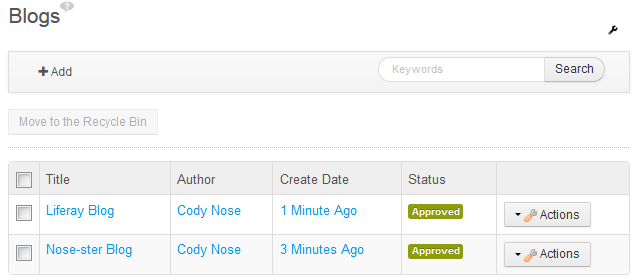 Blogs ?
Add Keywords Search
Move to the Recycle Bin
Title Author Create Date Status
Liferay Blog Cody Nose 1 Minute Ago Approved Actions
Nose-ster Blog Cody Nose 3 Minutes Ago Approved Actions